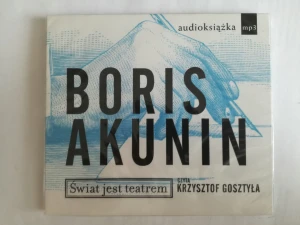 audioksiążka mp3
BORIS
AKUNIN
Świat jest teatrem czyta KRZYSZTOF GOSZTYŁA